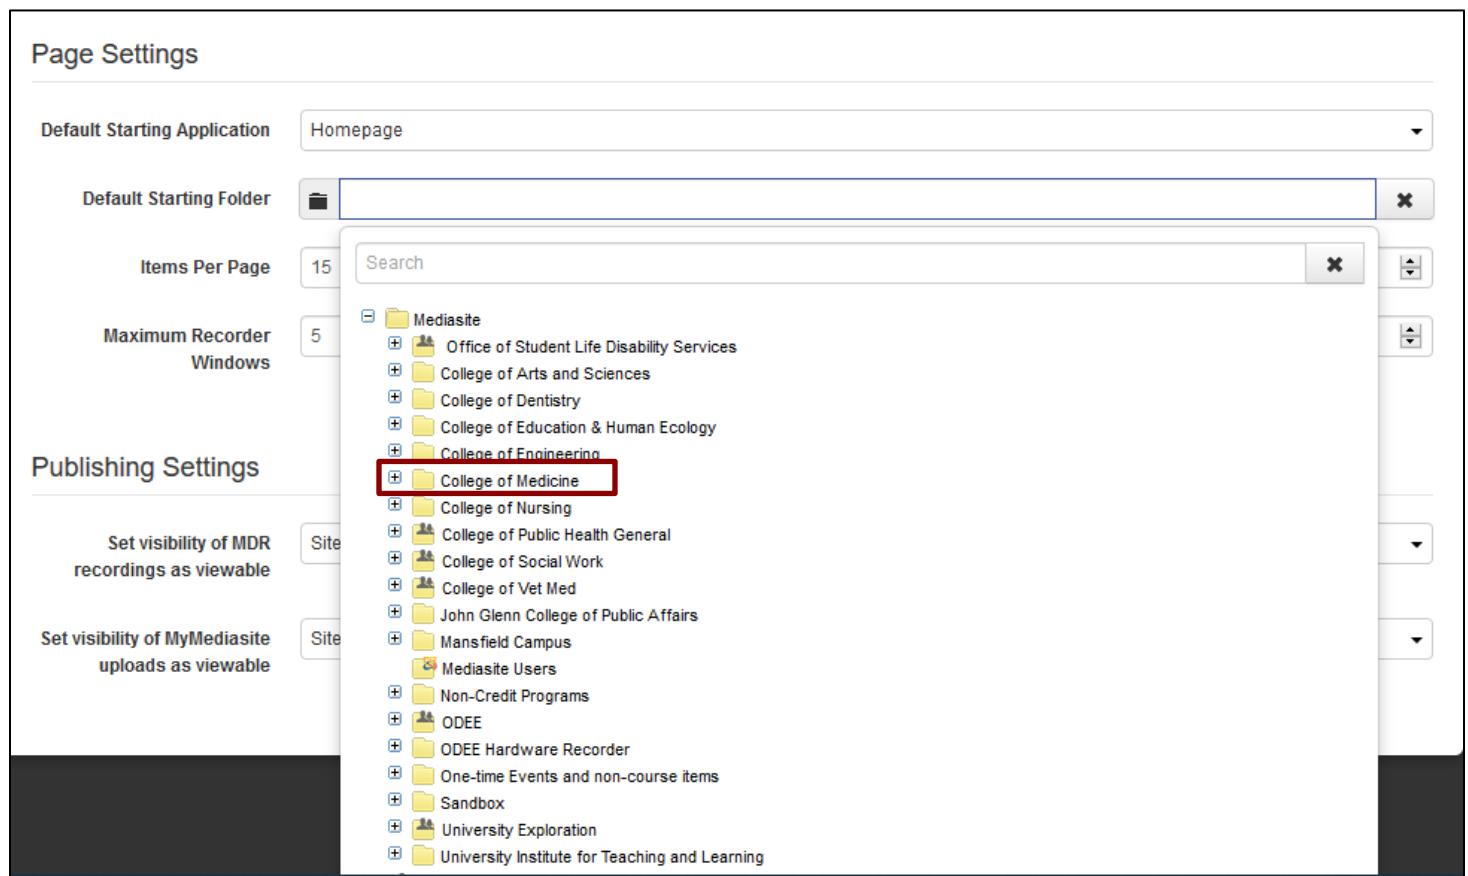 Page Settings
Default Starting Application
Homepage
Default Starting Folder
Items Per Page
15
Search
Maximum Recorder
Windows
5
Mediasite
Office of Student Life Disability Services
College of Arts and Sciences
College of Dentistry
College of Education & Human Ecology
College of Engineering
College of Medicine
College of Nursing
College of Public Health General
College of Social Work
College of Vet Med
John Glenn College of Public Affairs
Mansfield Campus
Mediasite Users
Non-Credit Programs
ODEE
ODEE Hardware Recorder
One-time Events and non-course items
Sandbox
University Exploration
University Institute for Teaching and Learning
Publishing Settings
Set visibility of MDR
recordings as viewable
Site
Set visibility of MyMediasite
uploads as viewable
Site